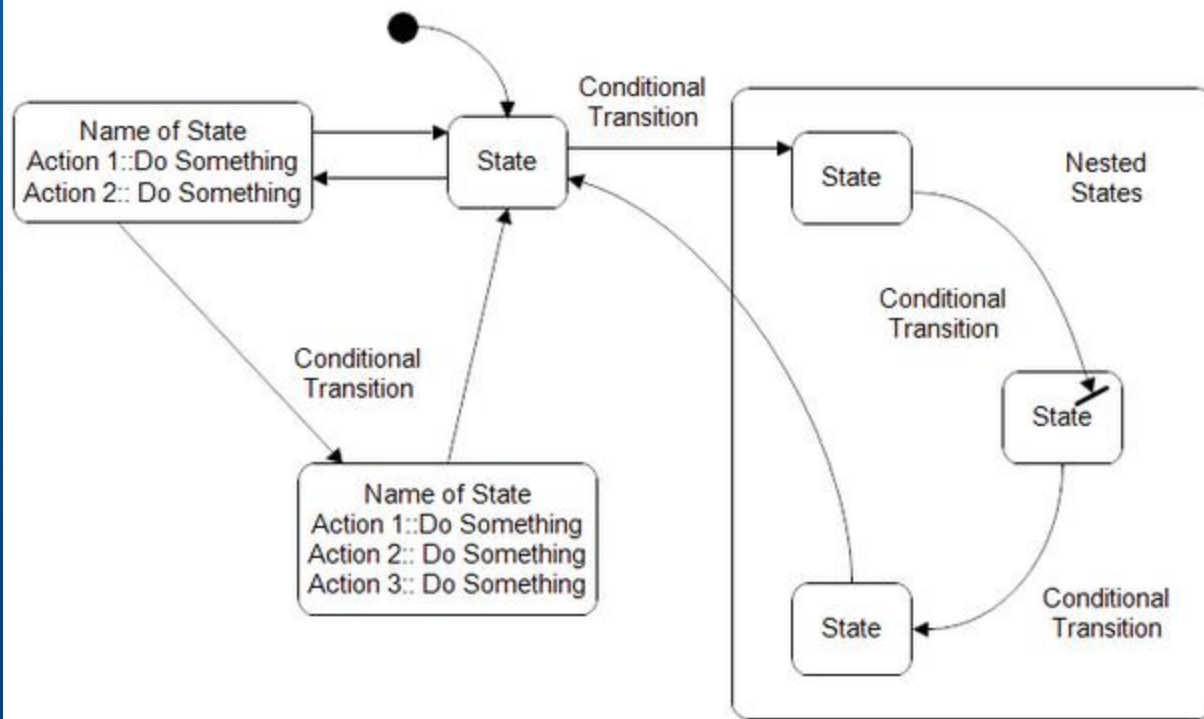 Conditional
Transition
Name of State
Action 1::Do Something
Action 2:: Do Something
State
State
Nested
States
Conditional
Transition
Conditional
Transition
State
Name of State
Action 1::Do Something
Action 2:: Do Something
Action 3:: Do Something
State
Conditional
Transition